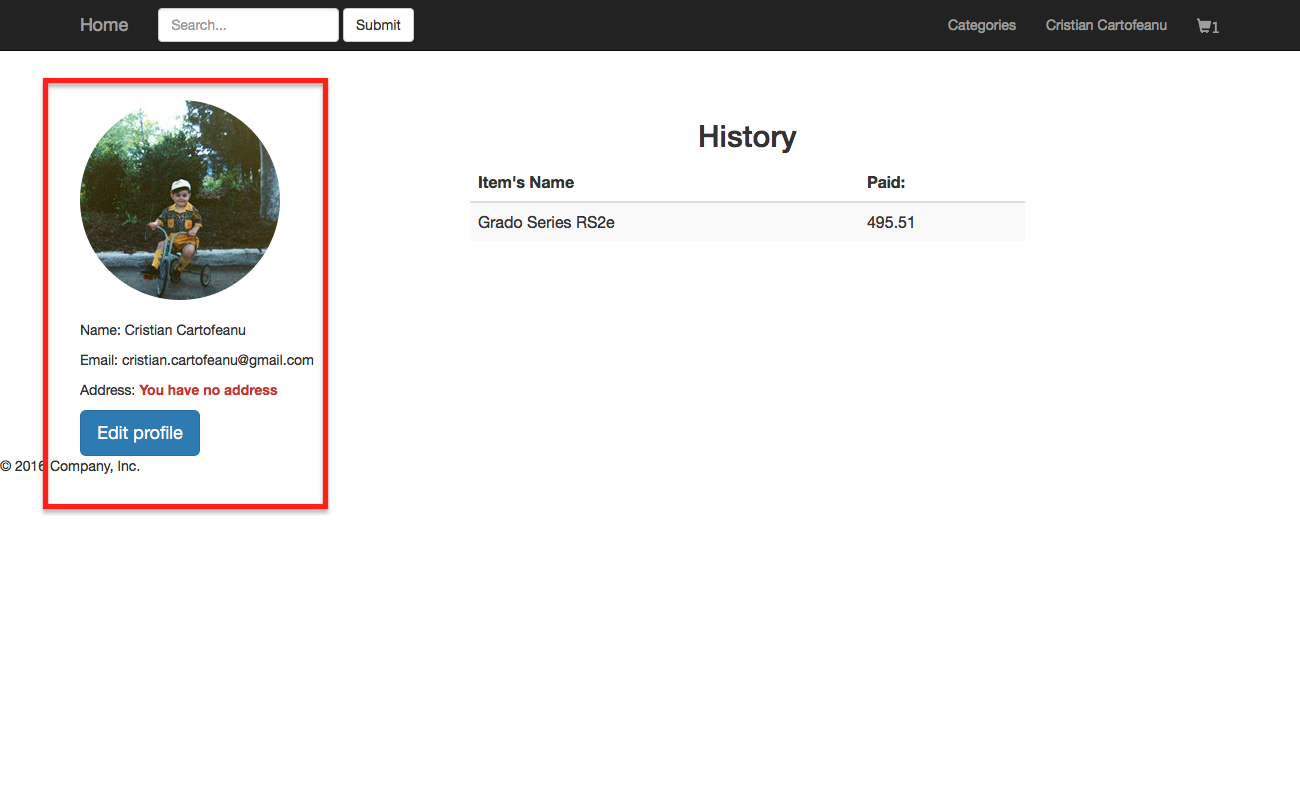 Home Search... Submit Categories Cristian Cartofeanu 1
History
Item's Name Paid:
Grado Series RS2e 495.51
Name: Cristian Cartofeanu
Email: cristian.cartofeanu@gmail.com
Address: You have no address
Edit profile
© 2016 Company, Inc.